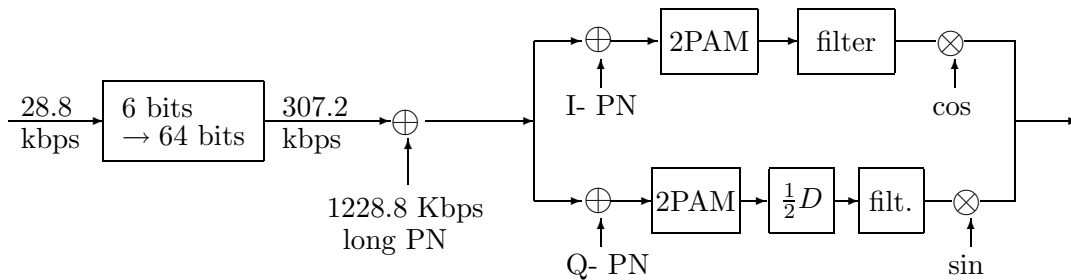 2PAM
filter
I- PN
cos
28.8
kbps
6 bits
→ 64 bits
307.2
kbps
1228.8 Kbps
long PN
2PAM
½D
filt.
Q- PN
sin